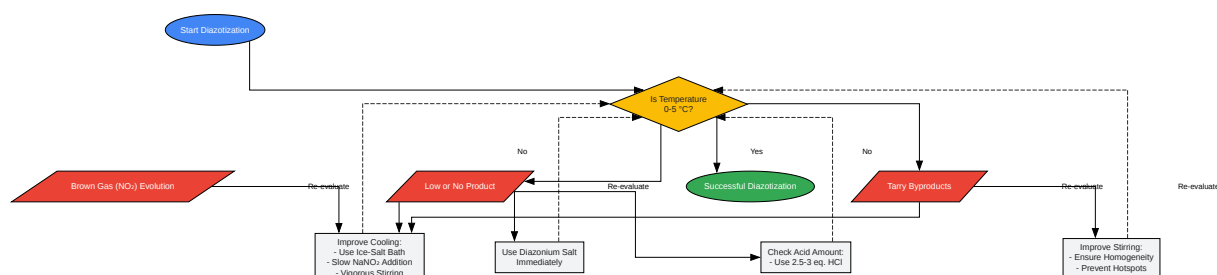 Start Diazotization
Is Temperature
0-5 °C?
No
Yes
No
Brown Gas (NO₂) Evolution
Re-evaluate
Low or No Product
Re-evaluate
Successful Diazotization
Tarry Byproducts
Re-evaluate
Re-evaluate
Improve Cooling:
- Use Ice-Salt Bath
- Slow NaNO₂ Addition
- Vigorous Stirring
Use Diazonium Salt
Immediately
Check Acid Amount:
- Use 2.5-3 eq. HCl
Improve Stirring:
- Ensure Homogeneity
- Prevent Hotspots